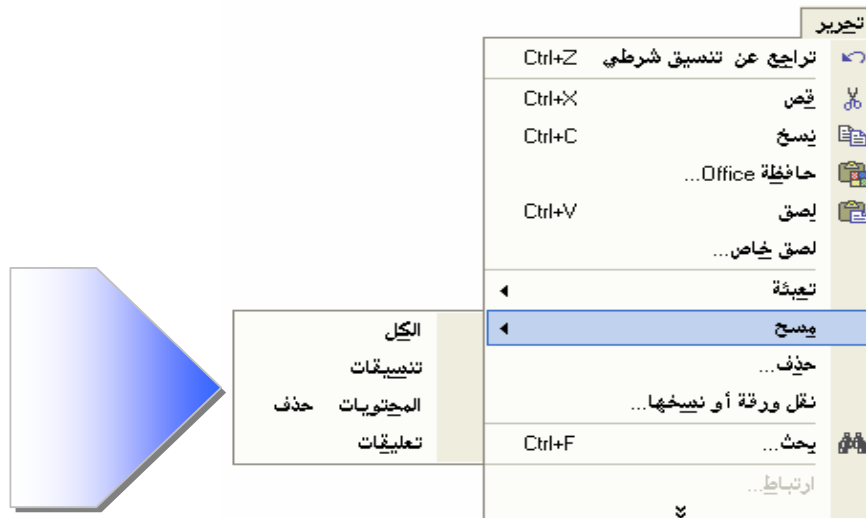 تحرير
تراجع عن تنسيق شرطي Ctrl+Z
قص Ctrl+X
نسخ Ctrl+C
حافظة Office...
لصق Ctrl+V
لصق خاص...
تعبئة
مسح
حذف...
نقل ورقة أو نسخها...
بحث... Ctrl+F
ارتباط...
الكل
تنسيقات
المحتويات حذف
تعليقات